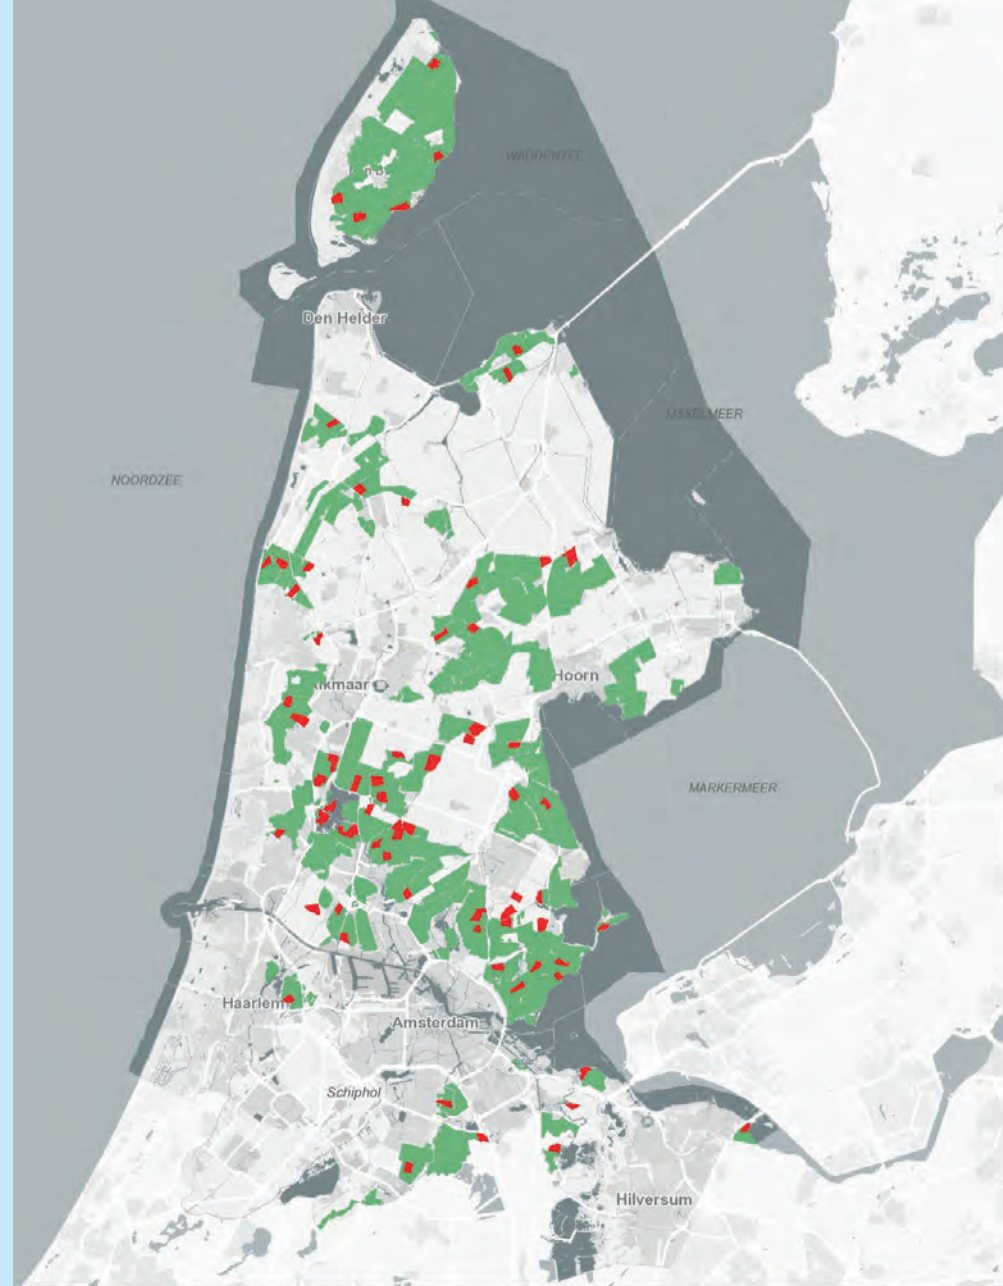 WADDENZEE
Den Helder
IJSSELMEER
NOORDZEE
Alkmaar
Hoorn
MARKERMEER
Haarlem
Amsterdam
Schiphol
Hilversum